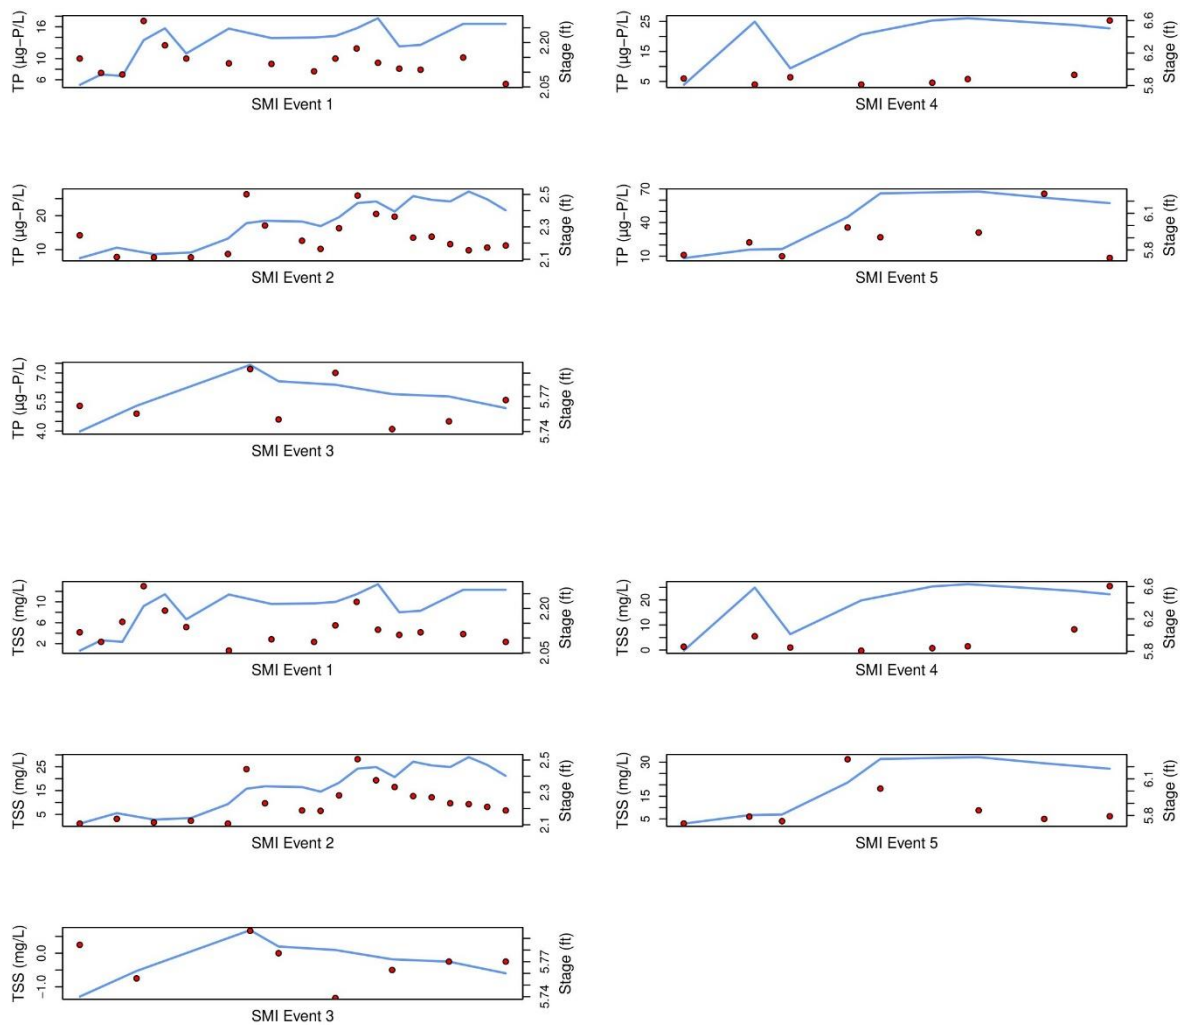 TP (µg−P/L)
6 10 16
2.05 2.20
Stage (ft)
SMI Event 1
TP (µg−P/L)
5 15 25
5.8 6.2 6.6
Stage (ft)
SMI Event 4
TP (µg−P/L)
10 20
2.1 2.3 2.5
Stage (ft)
SMI Event 2
TP (µg−P/L)
10 40 70
5.8 6.1
Stage (ft)
SMI Event 5
TP (µg−P/L)
4.0 5.5 7.0
5.74 5.77
Stage (ft)
SMI Event 3
TSS (mg/L)
2 6 10
2.05 2.20
Stage (ft)
SMI Event 1
TSS (mg/L)
0 10 20
5.8 6.2 6.6
Stage (ft)
SMI Event 4
TSS (mg/L)
5 15 25
2.1 2.3 2.5
Stage (ft)
SMI Event 2
TSS (mg/L)
5 15 30
5.8 6.1
Stage (ft)
SMI Event 5
TSS (mg/L)
−1.0 0.0
5.74 5.77
Stage (ft)
SMI Event 3